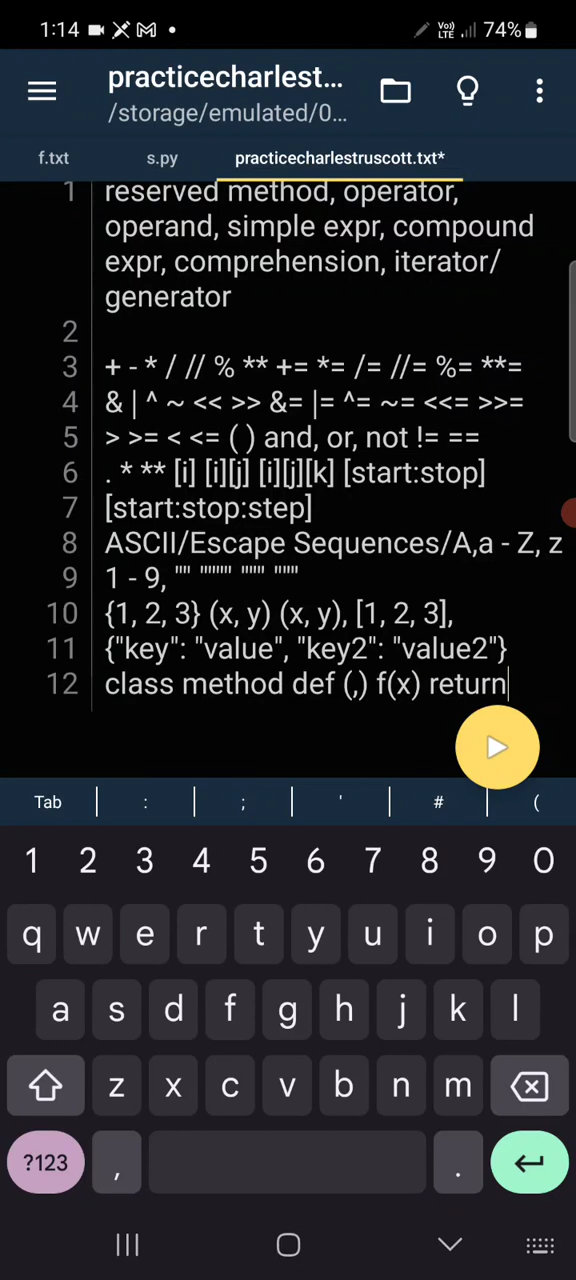 1:14 74%
Vo)) LTE
practicecharlest...
/storage/emulated/0...
f.txt s.py practicecharlestruscott.txt*
1 reserved method, operator,
operand, simple expr, compound
expr, comprehension, iterator/
generator
2
3 + - * / // % ** += *= /= //= %= **=
4 & | ^ ~ << >> &= |= ^= ~= <<= >>=
5 > >= < <= ( ) and, or, not != ==
6 . * ** [i] [i][j] [i][j][k] [start:stop]
7 [start:stop:step]
8 ASCII/Escape Sequences/A,a - Z, z
9 1 - 9,
10 {1, 2, 3} (x, y) (x, y), [1, 2, 3],
11 {"key": "value", "key2": "value2"}
12 class method def (,) f(x) return
Tab : ; ' # (
1 2 3 4 5 6 7 8 9 0
q w e r t y u i o p
a s d f g h j k l
z x c v b n m
?123 , .